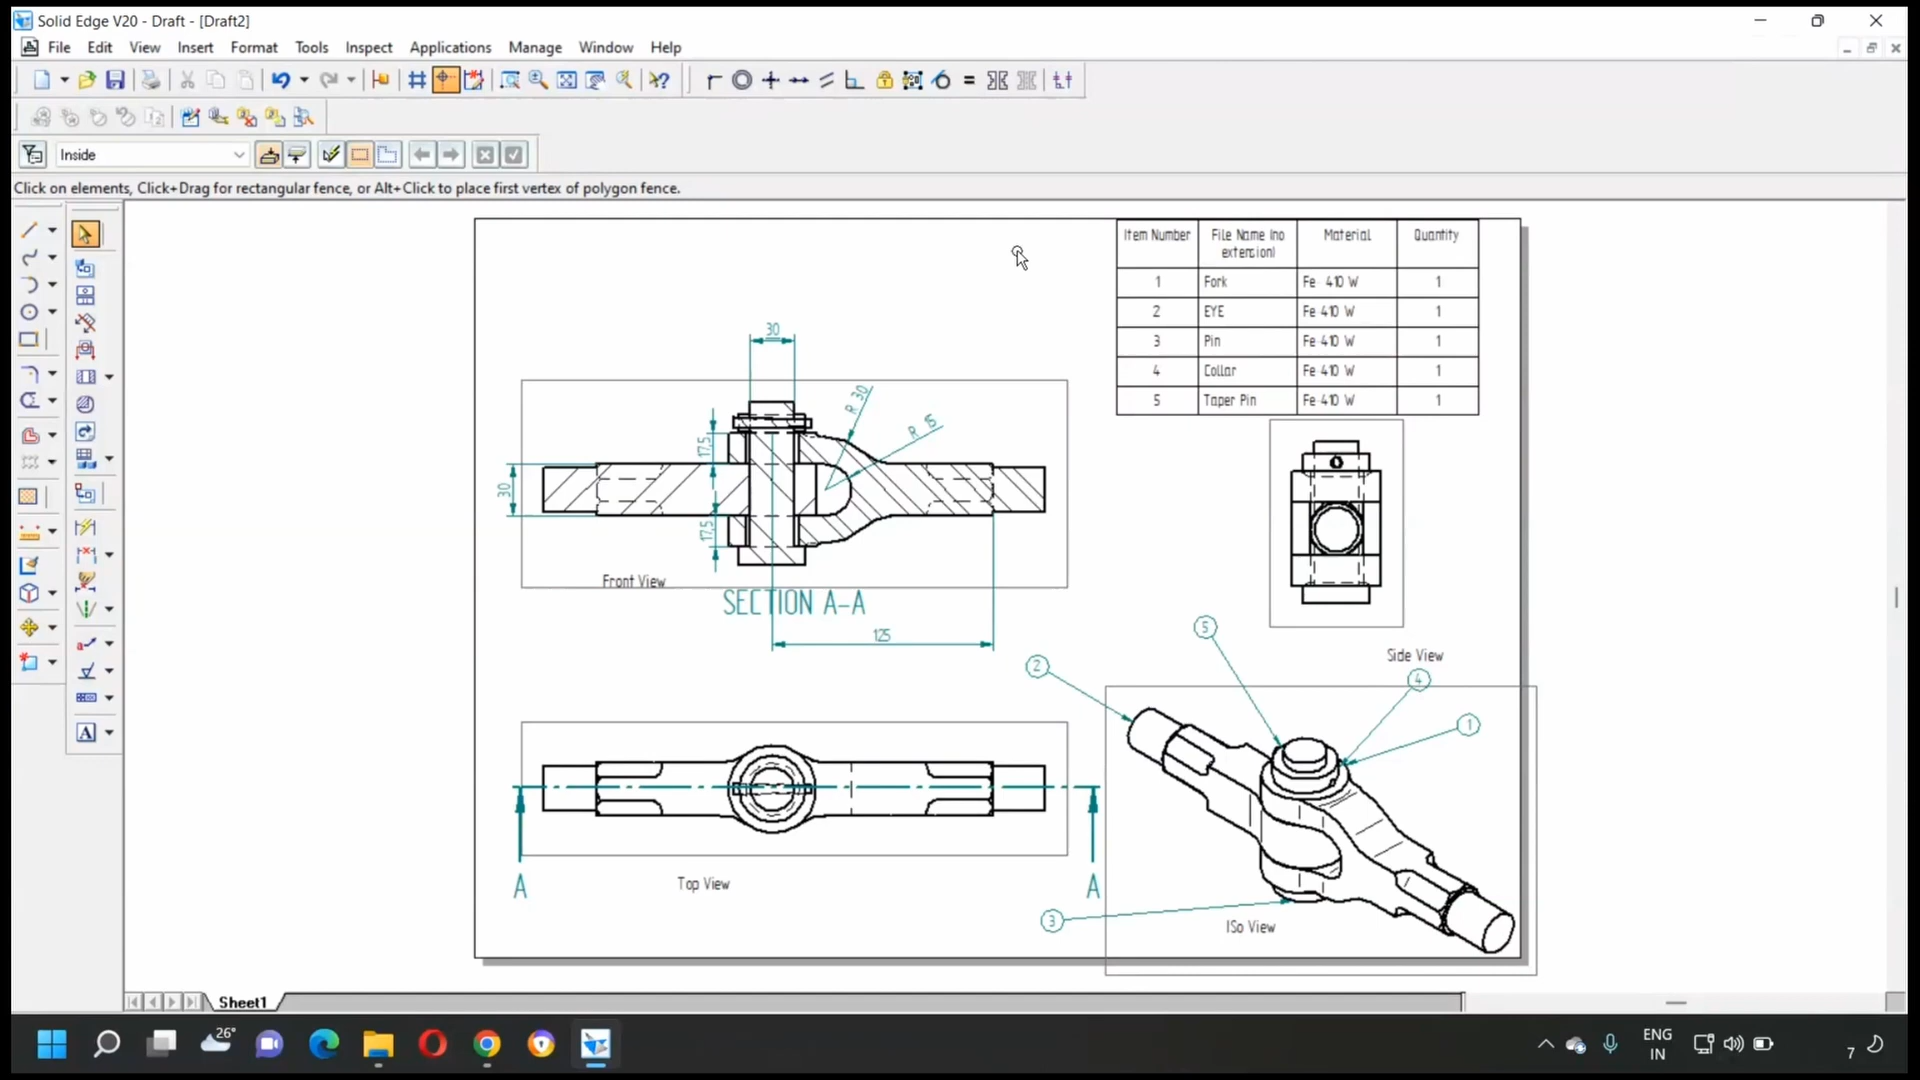 Solid Edge V20 - Draft - [Draft2]
File Edit View Insert Format Tools Inspect Applications Manage Window Help
Inside
Click on elements, Click+Drag for rectangular fence, or Alt+Click to place first vertex of polygon fence.
Item Number File Name (no extension) Material Quantity
1 Fork Fe 410 W 1
2 EYE Fe 410 W 1
3 Pin Fe 410 W 1
4 Collar Fe 410 W 1
5 Taper Pin Fe 410 W 1
30
R 30
R 15
17,5
30
17,5
Front View
SECTION A-A
125
Side View
5
2
4
1
3
A
A
Top View
ISo View
Sheet1
26°
ENG
IN
7